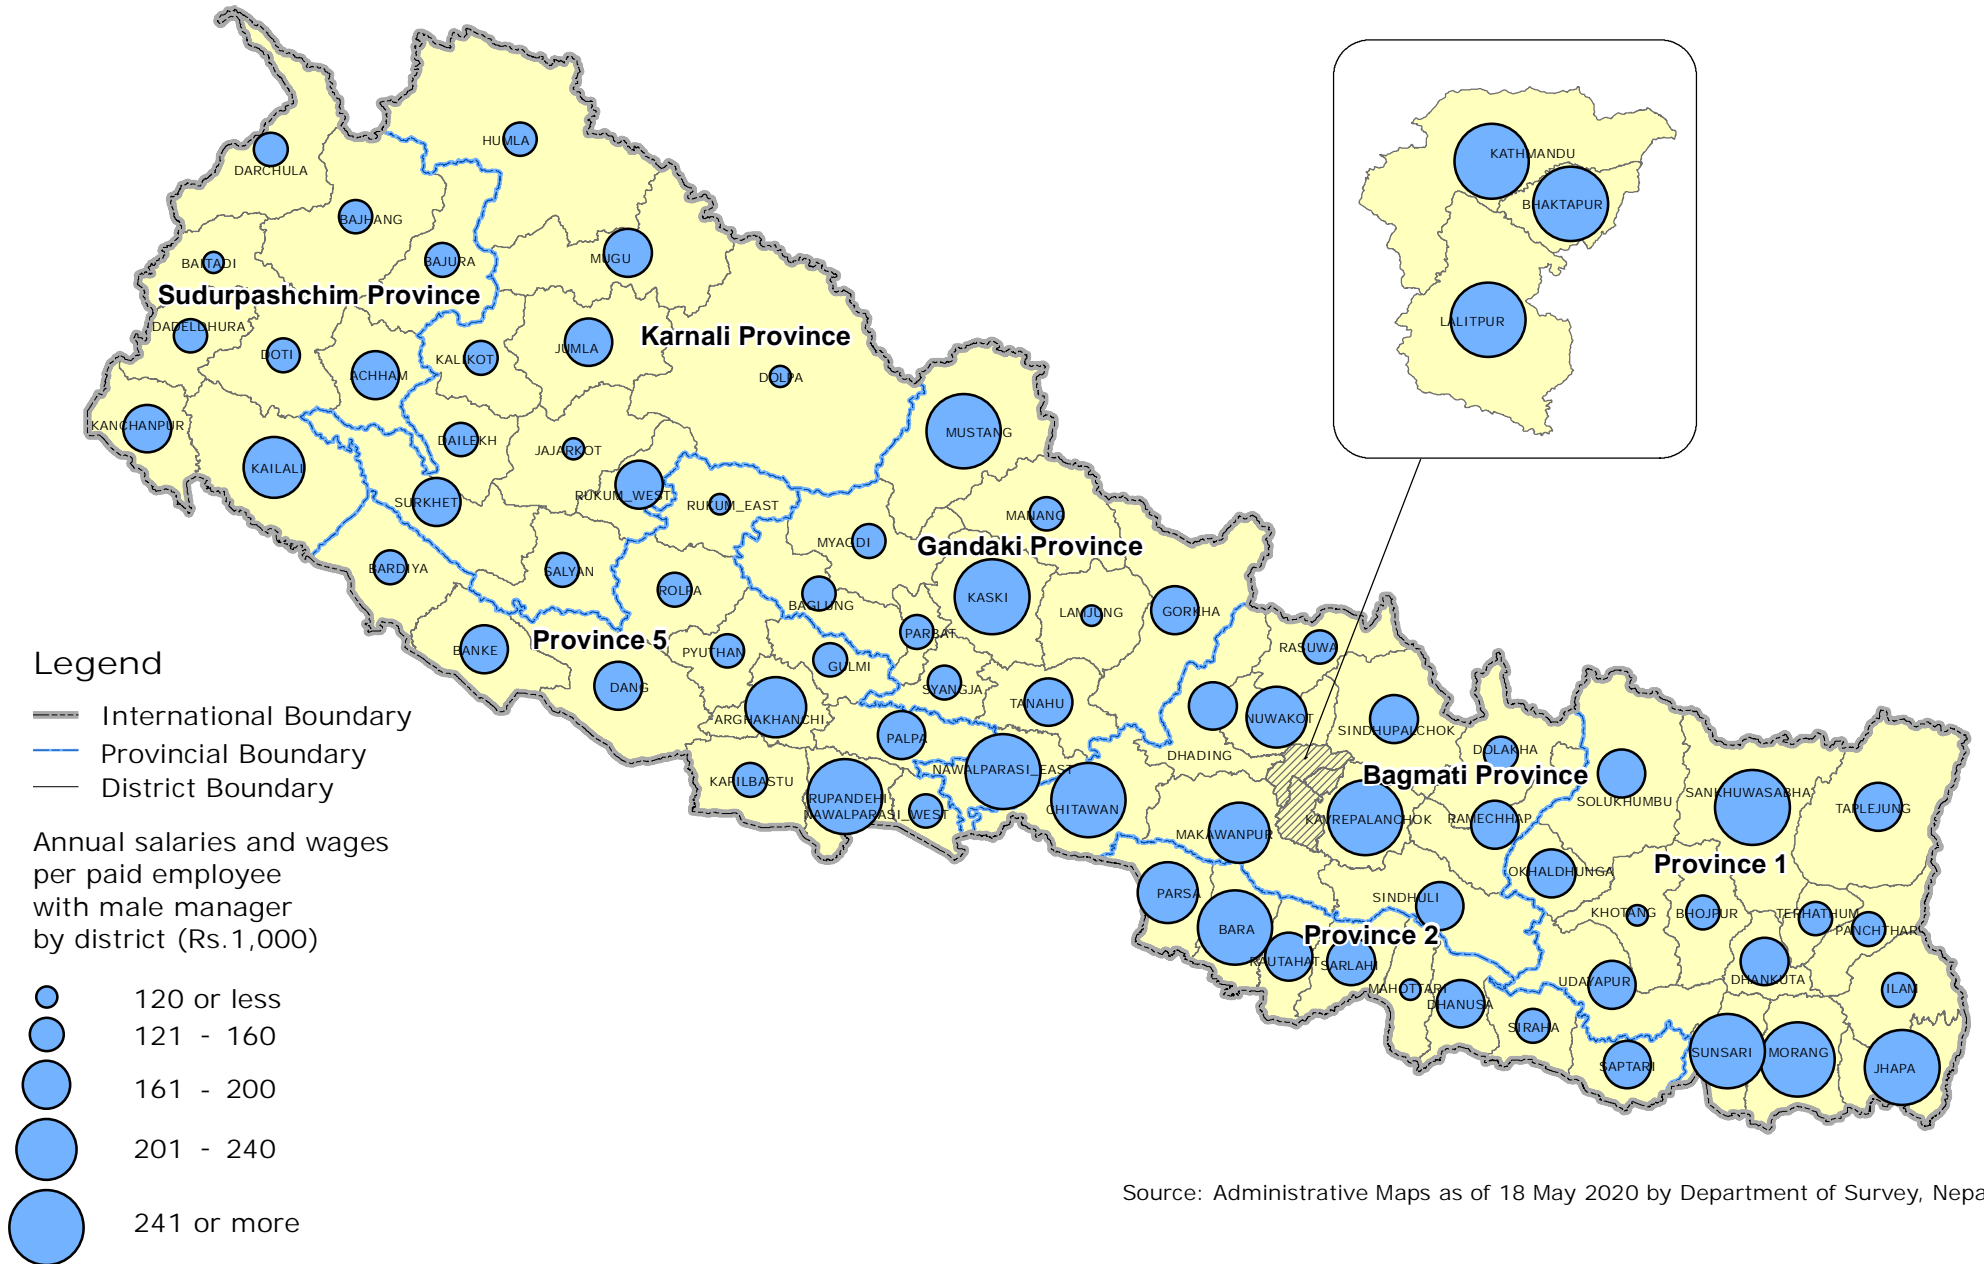 HUMLA
DARCHULA
BAJHANG
BAJURA
MUGU
BAITADI
Sudurpashchim Province
DADELDHURA
DOTI
ACHHAM
KALIKOT
JUMLA
Karnali Province
DOLPA
KANCHANPUR
KAILALI
DAILEKH
JAJARKOT
SURKHET
RUKUM_WEST
RUKUM_EAST
MUSTANG
MANANG
MYAGDI
Gandaki Province
BARDIYA
SALYAN
ROLPA
BAGLUNG
KASKI
LAMJUNG
GORKHA
PARBAT
BANKE
Province 5
PYUTHAN
GULMI
SYANGJA
TANAHU
DANG
ARGHAKHANCHI
PALPA
KAPILBASTU
RUPANDEHI
NAWALPARASI_WEST
NAWALPARASI_EAST
CHITAWAN
KATHMANDU
BHAKTAPUR
LALITPUR
RASUWA
NUWAKOT
DHADING
SINDHUPALCHOK
DOLAKHA
Bagmati Province
MAKAWANPUR
KAVREPALANCHOK
RAMECHHAP
SINDHULI
PARSA
BARA
RAUTAHAT
Province 2
SARLAHI
MAHOTTARI
DHANUSA
SIRAHA
SAPTARI
SOLUKHUMBU
SANKHUWASABHA
TAPLEJUNG
OKHALDHUNGA
Province 1
KHOTANG
BHOJPUR
TERHATHUM
PANCHTHAR
UDAYAPUR
DHANKUTA
ILAM
SUNSARI
MORANG
JHAPA
Legend
International Boundary
Provincial Boundary
District Boundary
Annual salaries and wages
per paid employee
with male manager
by district (Rs.1,000)
120 or less
121 - 160
161 - 200
201 - 240
241 or more
Source: Administrative Maps as of 18 May 2020 by Department of Survey, Nepa